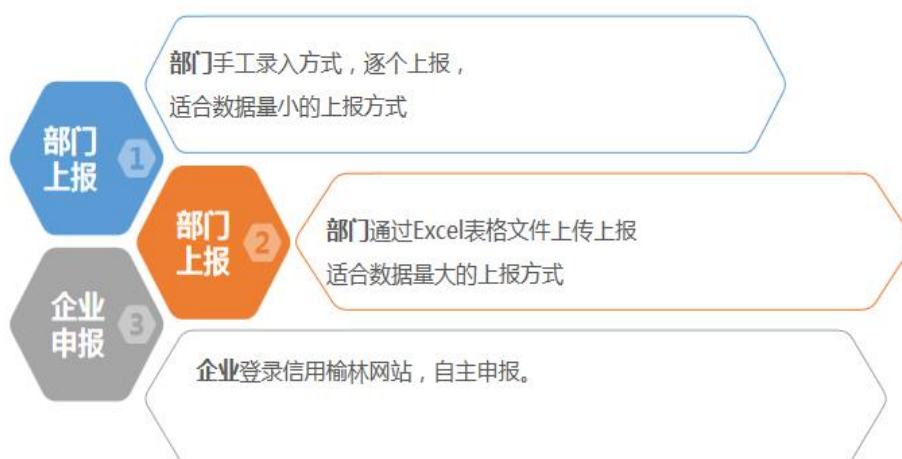 部门手工录入方式，逐个上报，
适合数据量小的上报方式
部门
上报
1
部门
上报
2
部门通过Excel表格文件上传上报
适合数据量大的上报方式
企业
申报
3
企业登录信用榆林网站，自主申报。